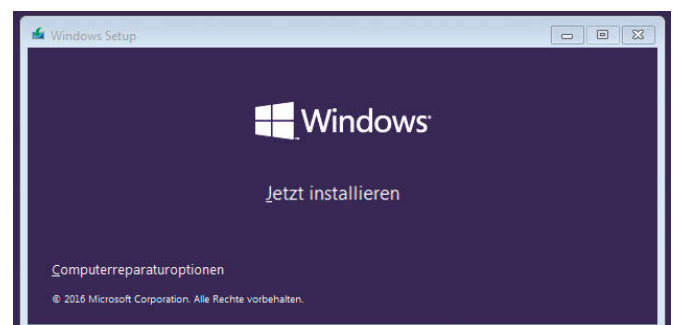 Windows Setup
Windows
Jetzt installieren
Computerreparaturoptionen
© 2016 Microsoft Corporation. Alle Rechte vorbehalten.